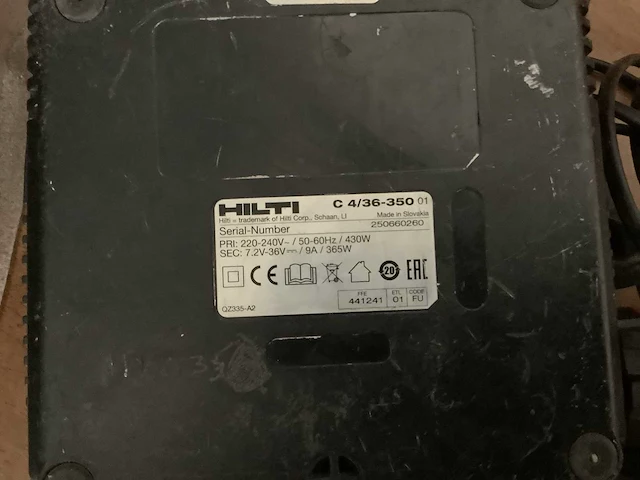 HILTI C 4/36-350 01
Hilti = trademark of Hilti Corp., Schaan, LI Made in Slovakia
Serial-Number 250660260
PRI: 220-240V~ / 50-60Hz / 430W
SEC: 7.2V-36V⎓ / 9A / 365W
CE 20 EAC
FFE ETL CODE
441241 01 FU
QZ335-A2